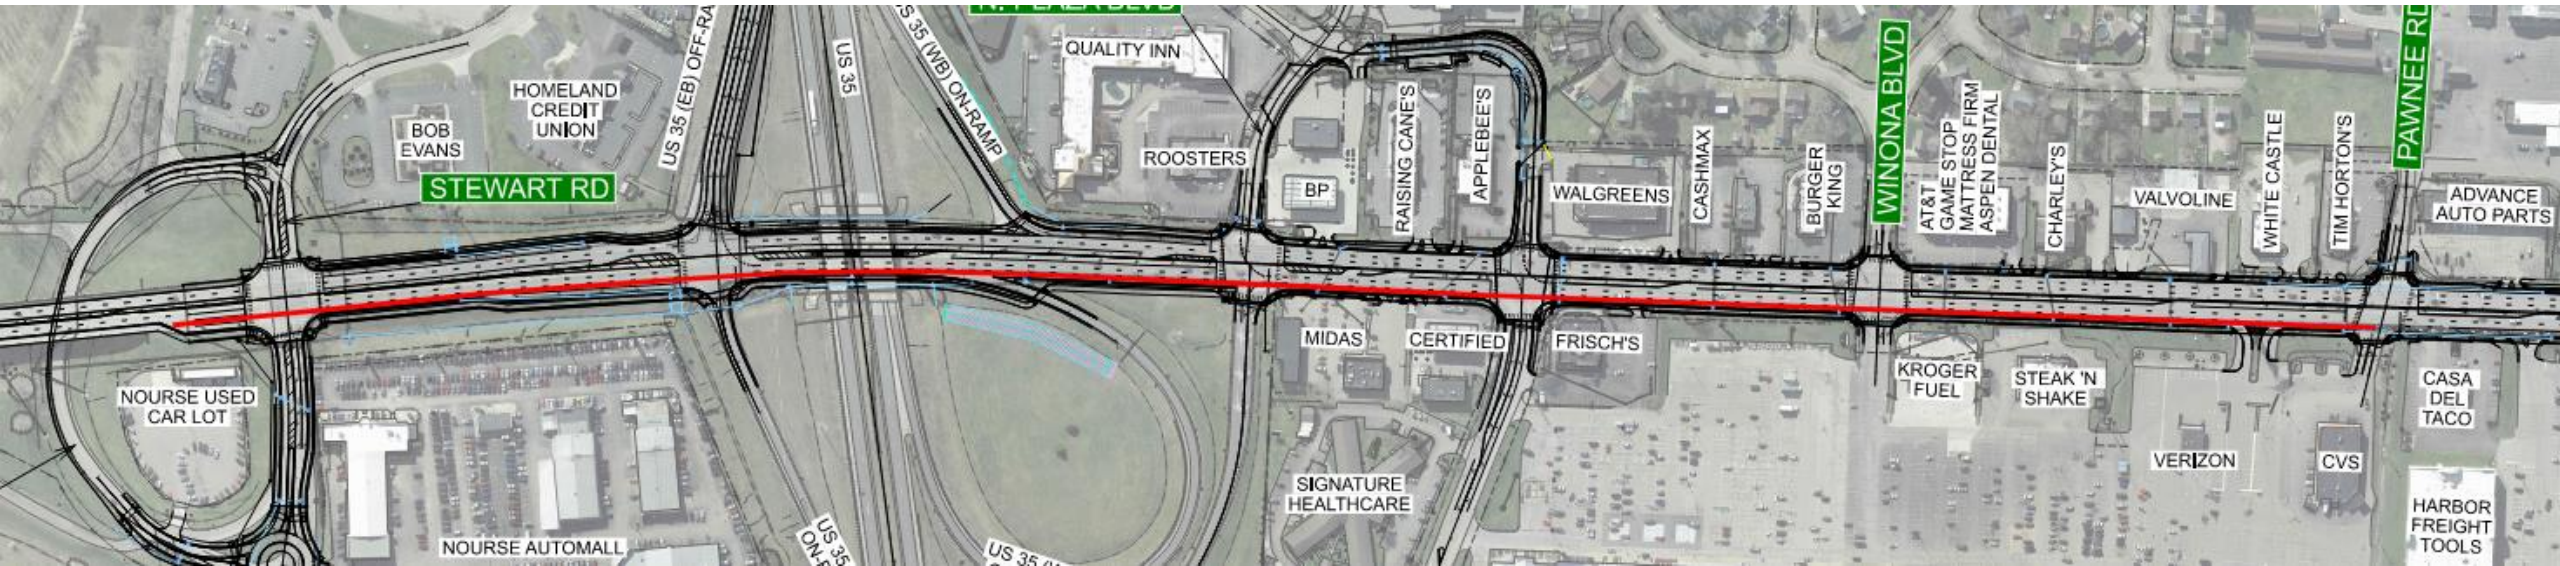 N. PLAZA BLVD
US 35 (EB) OFF-RA
US 35
S 35 (WB) ON-RAMP
QUALITY INN
HOMELAND
CREDIT
UNION
BOB
EVANS
STEWART RD
ROOSTERS
BP
RAISING CANE'S
APPLEBEE'S
WALGREENS
CASHMAX
BURGER
KING
WINONA BLVD
AT&T
GAME STOP
MATTRESS FIRM
ASPEN DENTAL
CHARLEY'S
VALVOLINE
WHITE CASTLE
TIM HORTON'S
PAWNEE RD
ADVANCE
AUTO PARTS
MIDAS
CERTIFIED
FRISCH'S
NOURSE USED
CAR LOT
KROGER
FUEL
STEAK 'N
SHAKE
CASA
DEL
TACO
VERIZON
CVS
SIGNATURE
HEALTHCARE
HARBOR
FREIGHT
TOOLS
NOURSE AUTOMALL
US 35
ON-
US 35